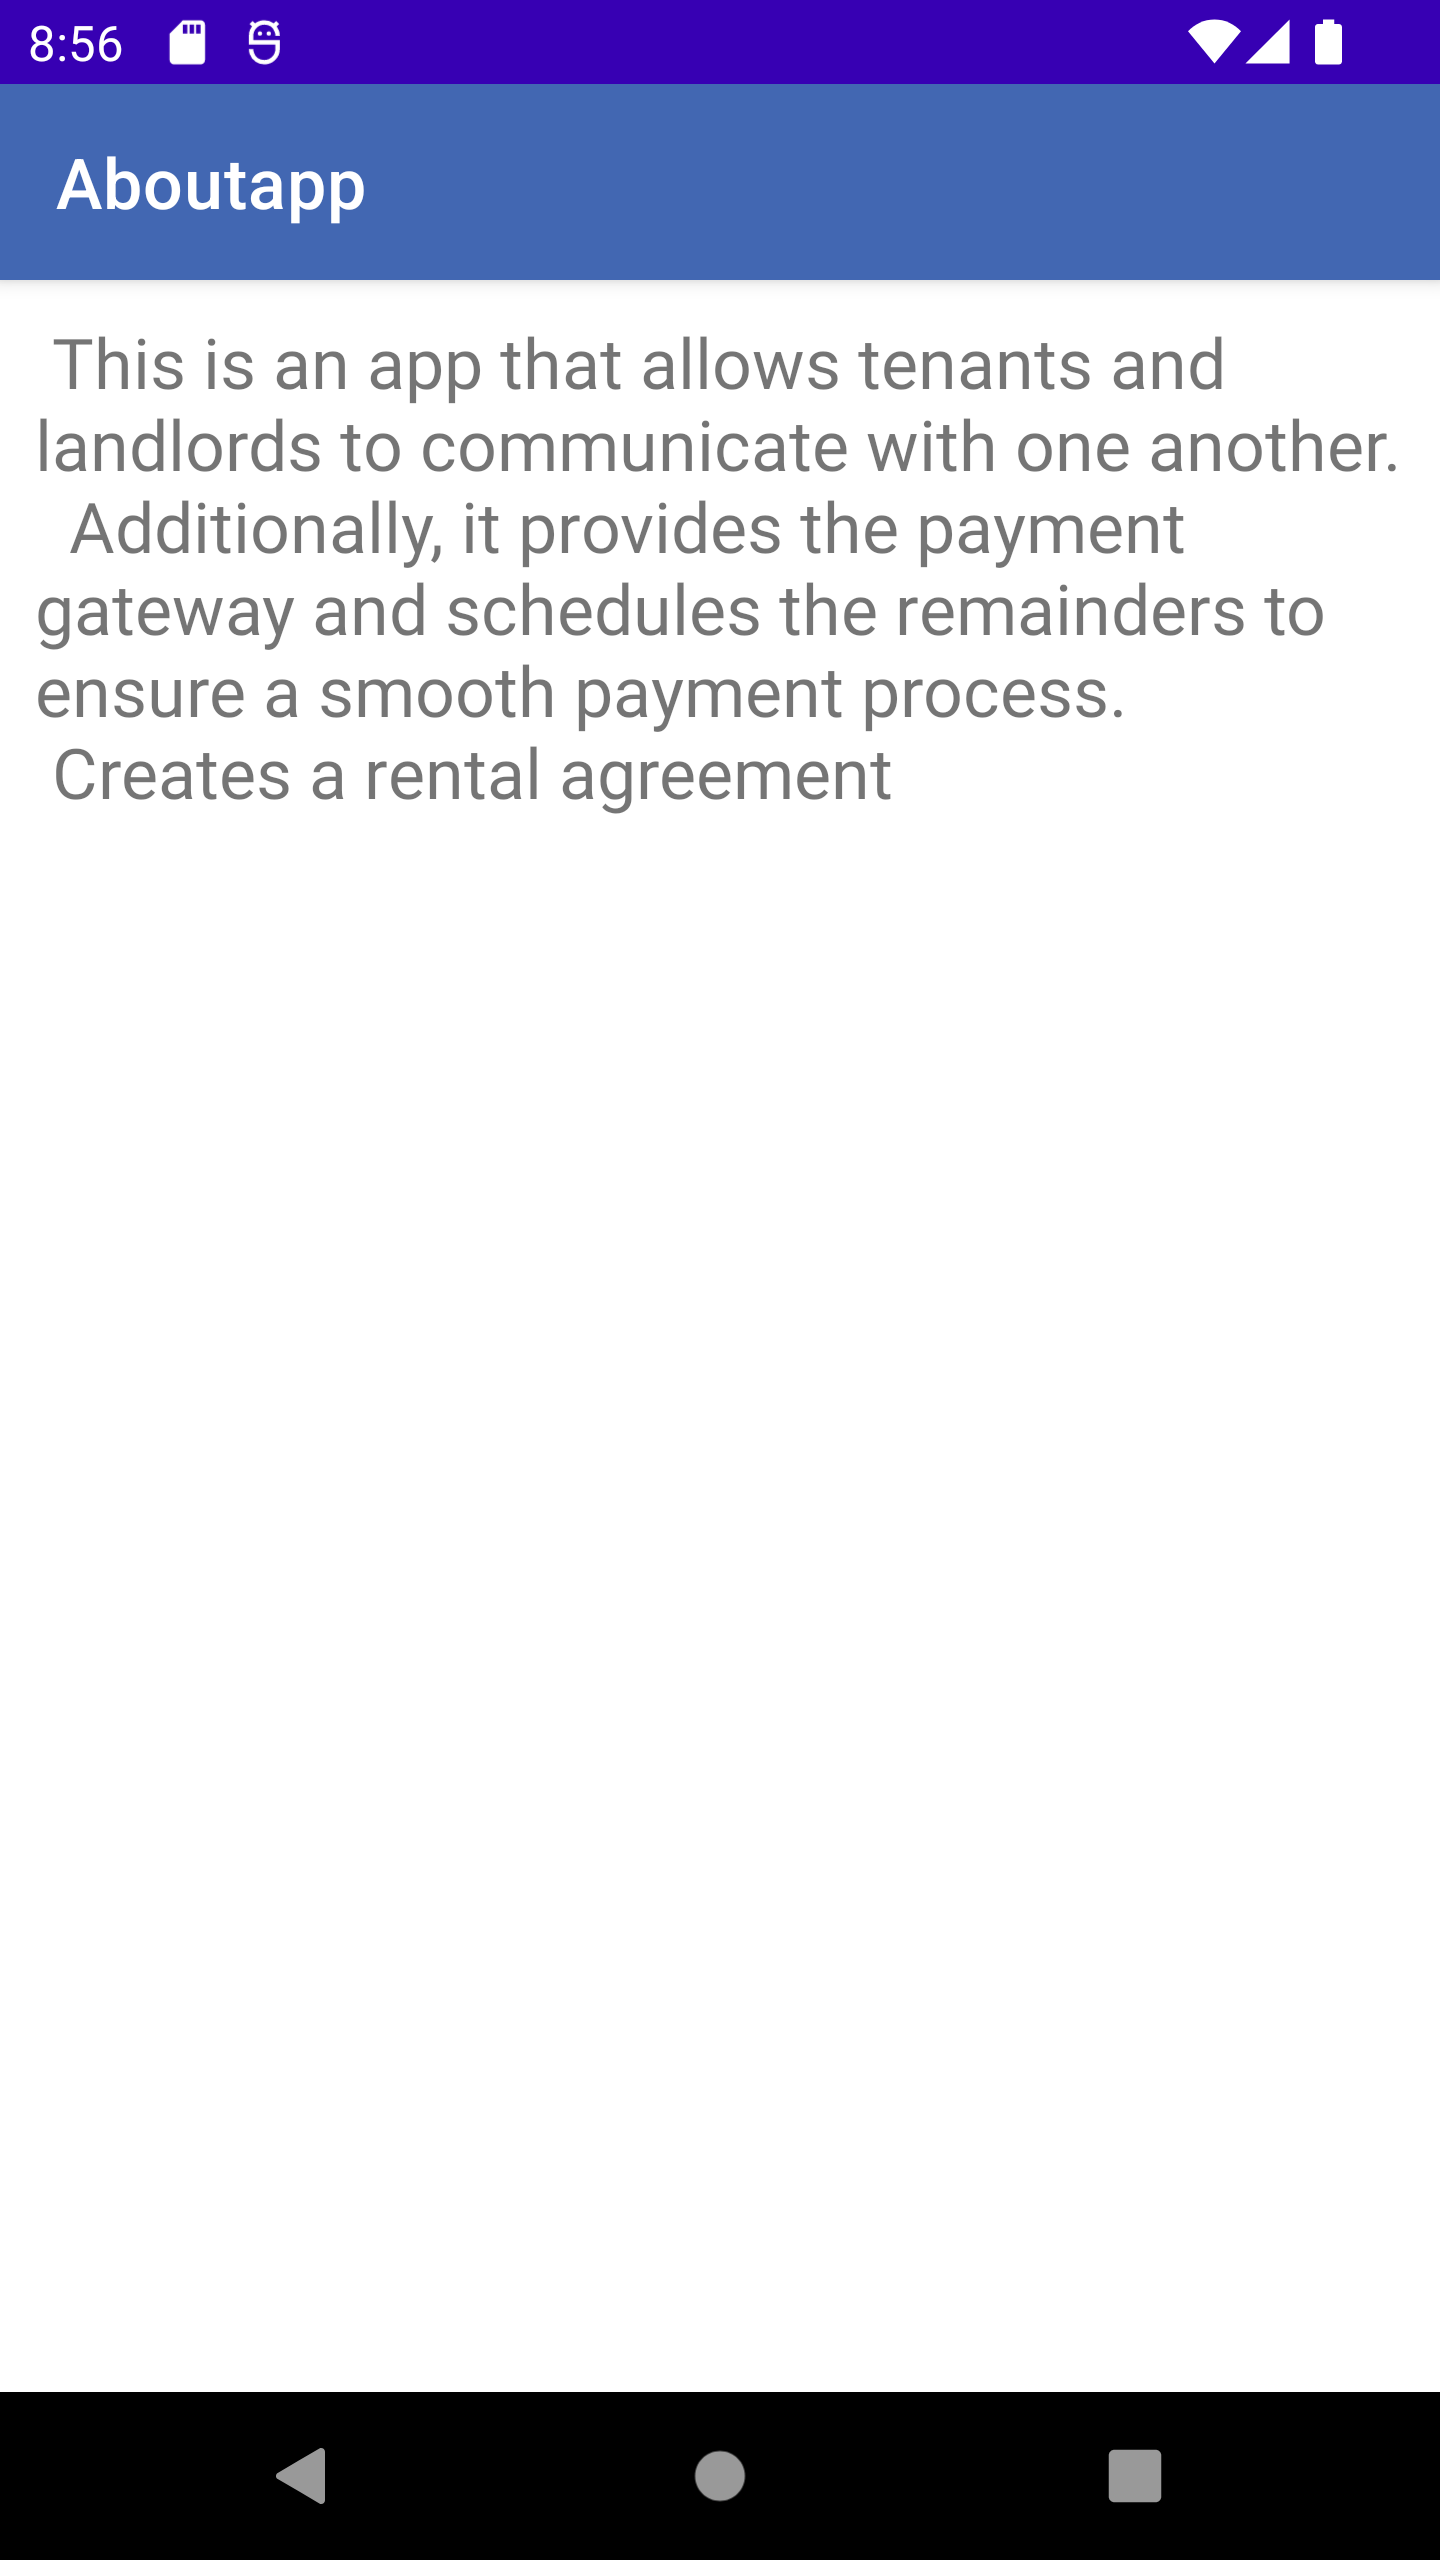 8:56
Aboutapp
This is an app that allows tenants and
landlords to communicate with one another.
Additionally, it provides the payment
gateway and schedules the remainders to
ensure a smooth payment process.
Creates a rental agreement